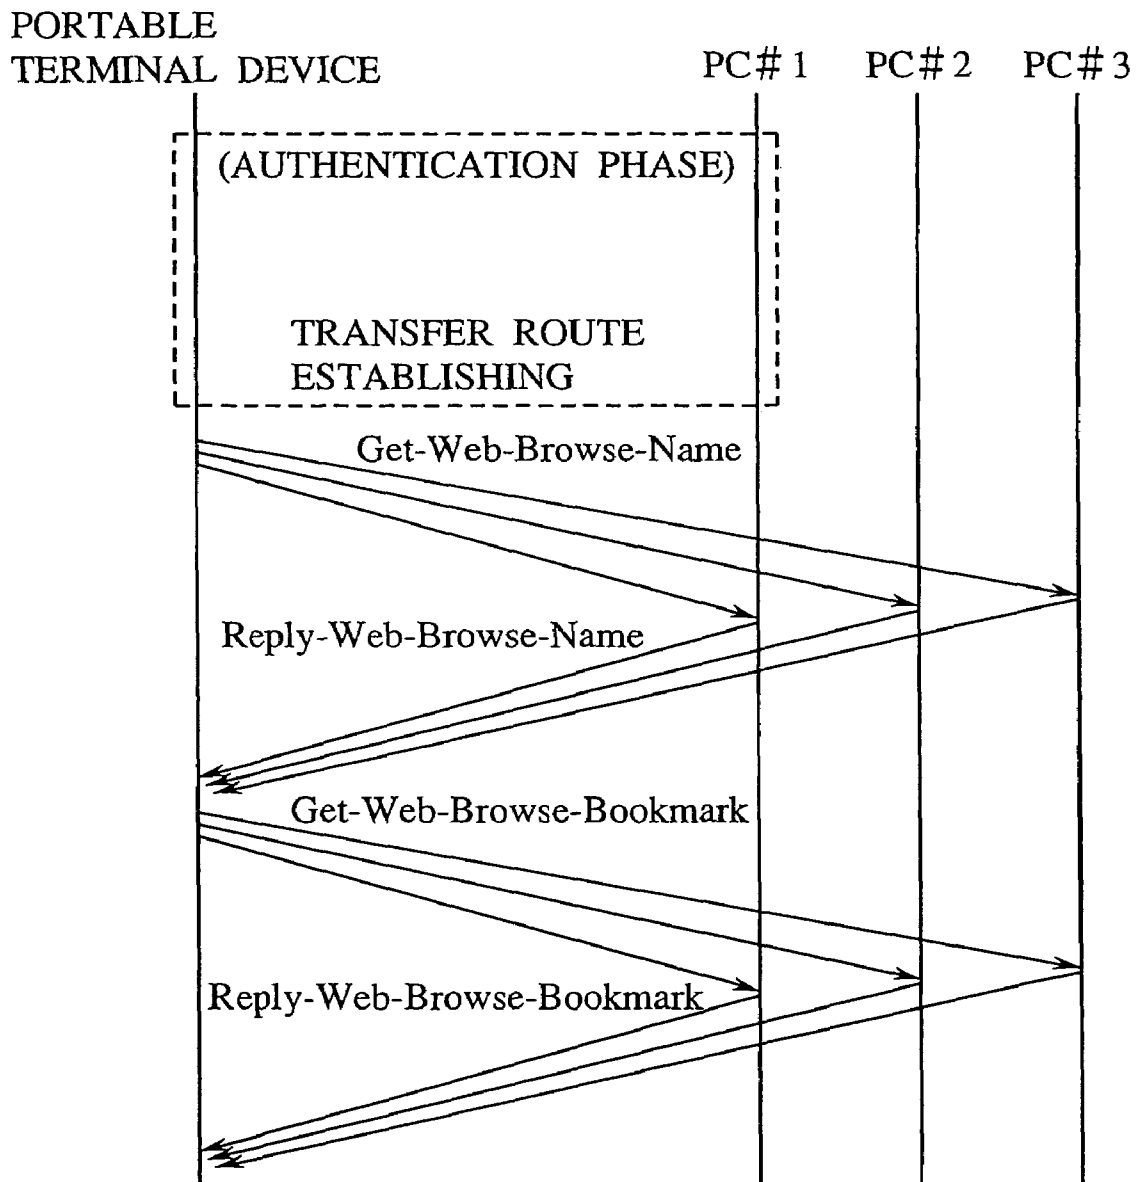 PORTABLE
TERMINAL DEVICE
PC#1 PC#2 PC#3
(AUTHENTICATION PHASE)
TRANSFER ROUTE
ESTABLISHING
Get-Web-Browse-Name
Reply-Web-Browse-Name
Get-Web-Browse-Bookmark
Reply-Web-Browse-Bookmark